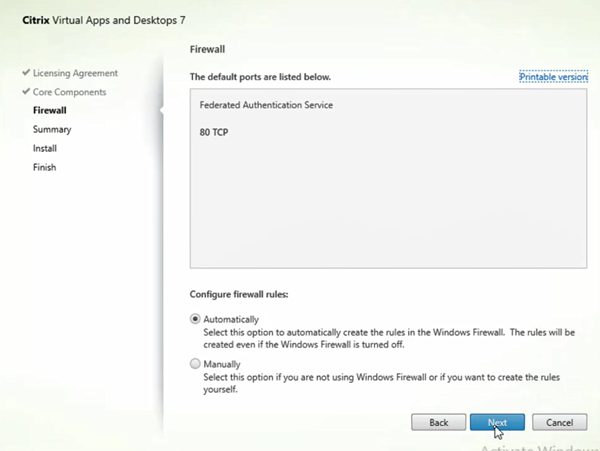 Citrix Virtual Apps and Desktops 7
Firewall
Licensing Agreement
Core Components
Firewall
Summary
Install
Finish
The default ports are listed below.
Printable version
Federated Authentication Service
80 TCP
Configure firewall rules:
Automatically
Select this option to automatically create the rules in the Windows Firewall. The rules will be
created even if the Windows Firewall is turned off.
Manually
Select this option if you are not using Windows Firewall or if you want to create the rules
yourself.
Back
Next
Cancel
Activate Windows